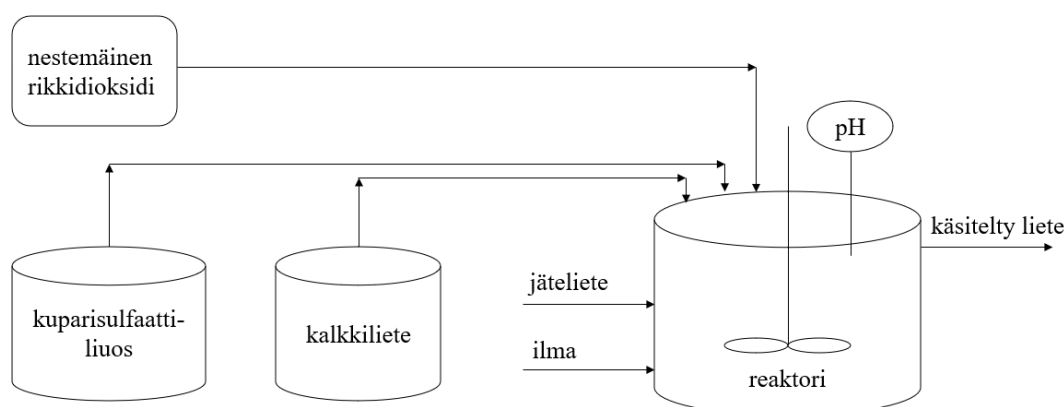 nestemäinen
rikkidioksidi
pH
käsitelty liete
jäteliete
kuparisulfaatti-
liuos
kalkkiliete
ilma
reaktori